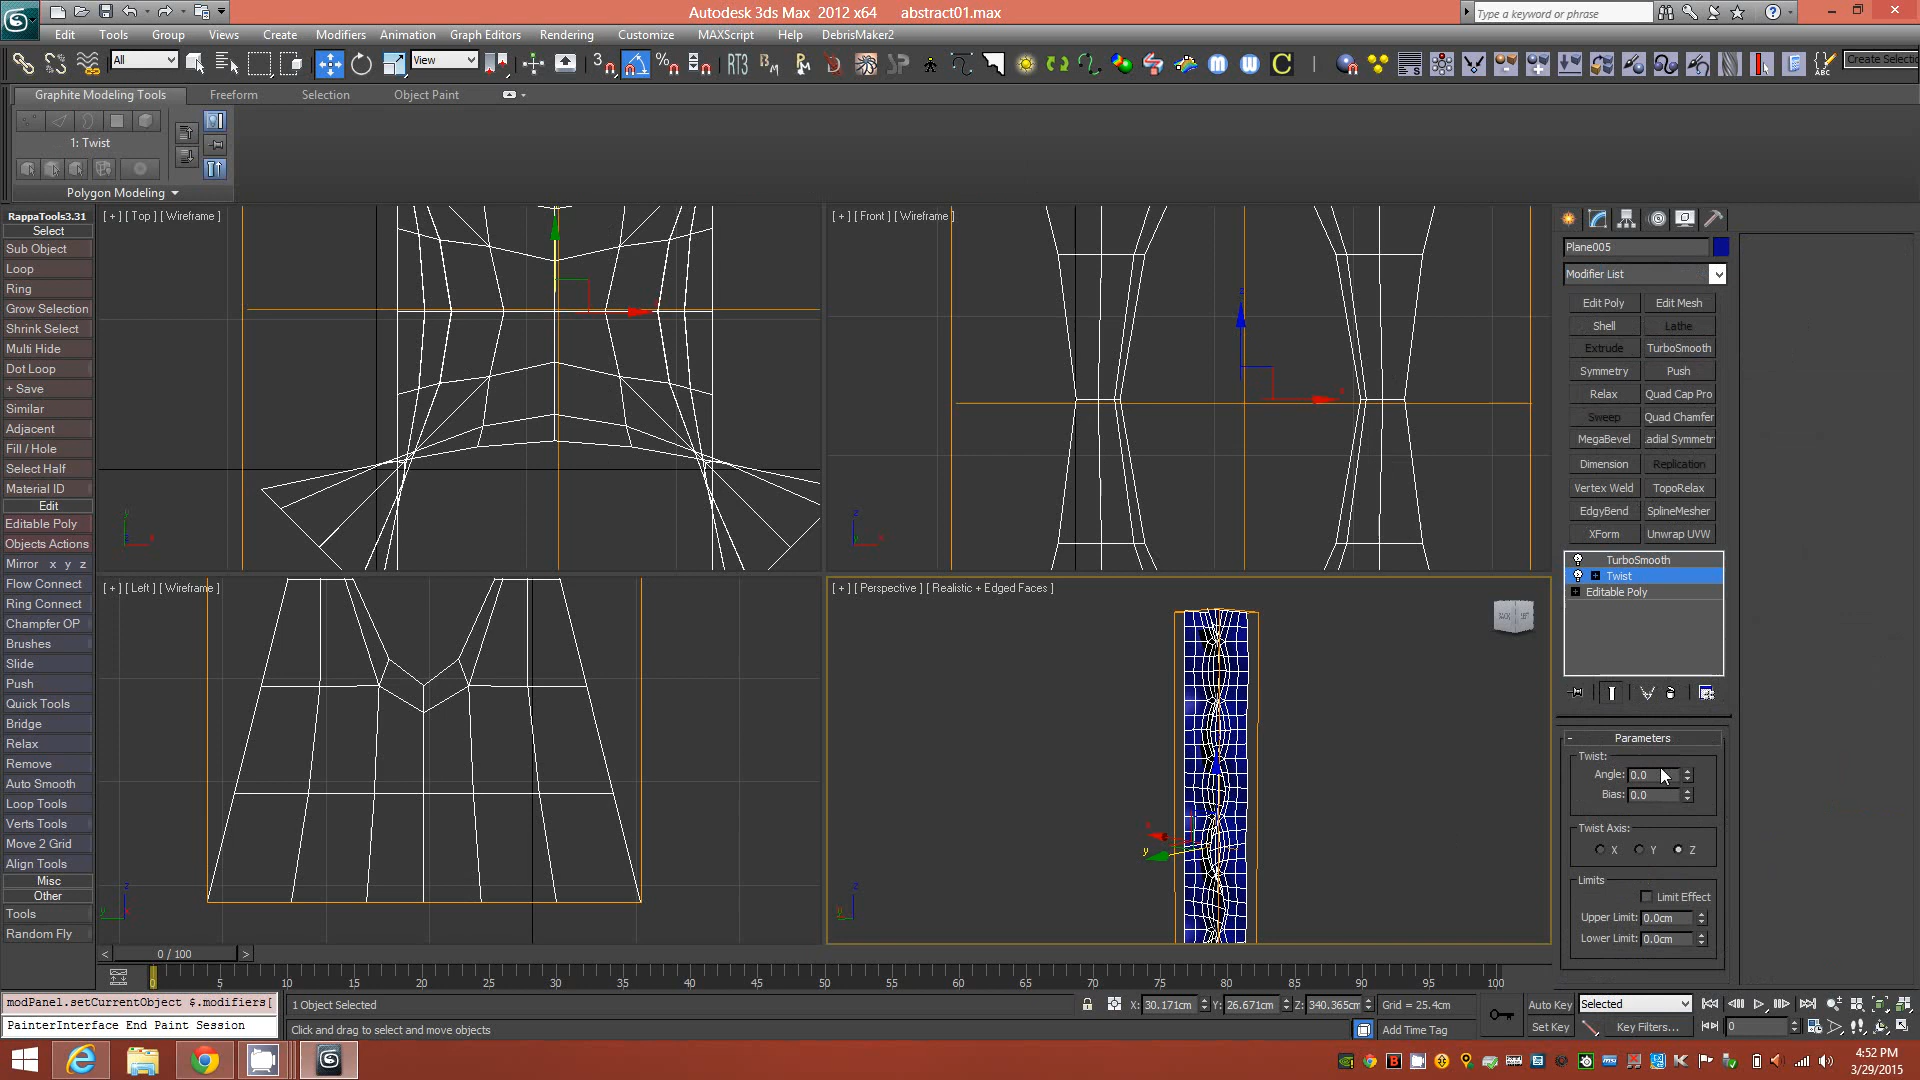 Autodesk 3ds Max  2012 x64    abstract01.max
Type a keyword or phrase
Edit Tools Group Views Create Modifiers Animation Graph Editors Rendering Customize MAXScript Help DebrisMaker2
All View Create Selectio
Graphite Modeling Tools Freeform Selection Object Paint
1: Twist
Polygon Modeling
RappaTools3.31
Select
Sub Object
Loop
Ring
Grow Selection
Shrink Select
Multi Hide
Dot Loop
+ Save
Similar
Adjacent
Fill / Hole
Select Half
Material ID
Edit
Editable Poly
Objects Actions
Mirror x y z
Flow Connect
Ring Connect
Champfer OP
Brushes
Slide
Push
Quick Tools
Bridge
Relax
Remove
Auto Smooth
Loop Tools
Verts Tools
Move 2 Grid
Align Tools
Misc
Other
Tools
Random Fly
[ + ] [ Top ] [ Wireframe ]
[ + ] [ Front ] [ Wireframe ]
[ + ] [ Left ] [ Wireframe ]
[ + ] [ Perspective ] [ Realistic + Edged Faces ]
Plane005
Modifier List
Edit Poly Edit Mesh
Shell Lathe
Extrude TurboSmooth
Symmetry Push
Relax Quad Cap Pro
Sweep Quad Chamfer
MegaBevel adial Symmetr
Dimension Replication
Vertex Weld TopoRelax
EdgyBend SplineMesher
XForm Unwrap UVW
TurboSmooth
Twist
Editable Poly
Parameters
Twist:
Angle: 0.0
Bias: 0.0
Twist Axis:
X Y Z
Limits
Limit Effect
Upper Limit: 0.0cm
Lower Limit: 0.0cm
< 0 / 100 >
0 5 10 15 20 25 30 35 40 45 50 55 60 65 70 75 80 85 90 95 100
modPanel.setCurrentObject $.modifiers[
PainterInterface End Paint Session
1 Object Selected
X: 30.171cm Y: 26.671cm Z: 340.365cm Grid = 25.4cm
Click and drag to select and move objects
Add Time Tag
Auto Key Selected
Set Key Key Filters... 0
4:52 PM
3/29/2015